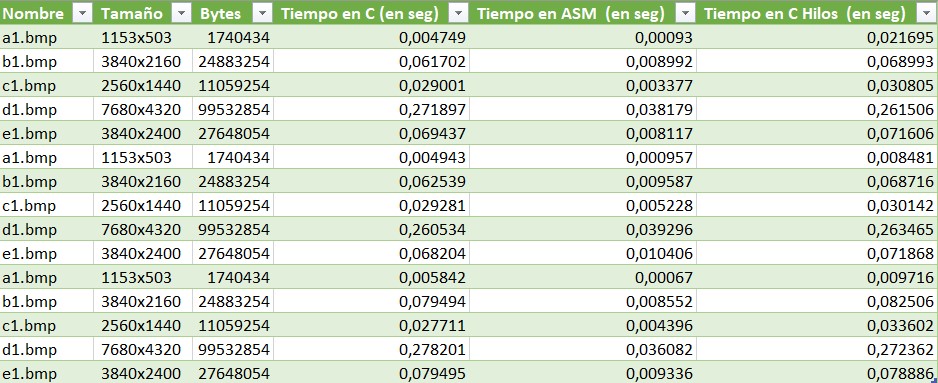 Nombre Tamaño Bytes Tiempo en C (en seg) Tiempo en ASM (en seg) Tiempo en C Hilos (en seg)
a1.bmp 1153x503 1740434 0,004749 0,00093 0,021695
b1.bmp 3840x2160 24883254 0,061702 0,008992 0,068993
c1.bmp 2560x1440 11059254 0,029001 0,003377 0,030805
d1.bmp 7680x4320 99532854 0,271897 0,038179 0,261506
e1.bmp 3840x2400 27648054 0,069437 0,008117 0,071606
a1.bmp 1153x503 1740434 0,004943 0,000957 0,008481
b1.bmp 3840x2160 24883254 0,062539 0,009587 0,068716
c1.bmp 2560x1440 11059254 0,029281 0,005228 0,030142
d1.bmp 7680x4320 99532854 0,260534 0,039296 0,263465
e1.bmp 3840x2400 27648054 0,068204 0,010406 0,071868
a1.bmp 1153x503 1740434 0,005842 0,00067 0,009716
b1.bmp 3840x2160 24883254 0,079494 0,008552 0,082506
c1.bmp 2560x1440 11059254 0,027711 0,004396 0,033602
d1.bmp 7680x4320 99532854 0,278201 0,036082 0,272362
e1.bmp 3840x2400 27648054 0,079495 0,009336 0,078886